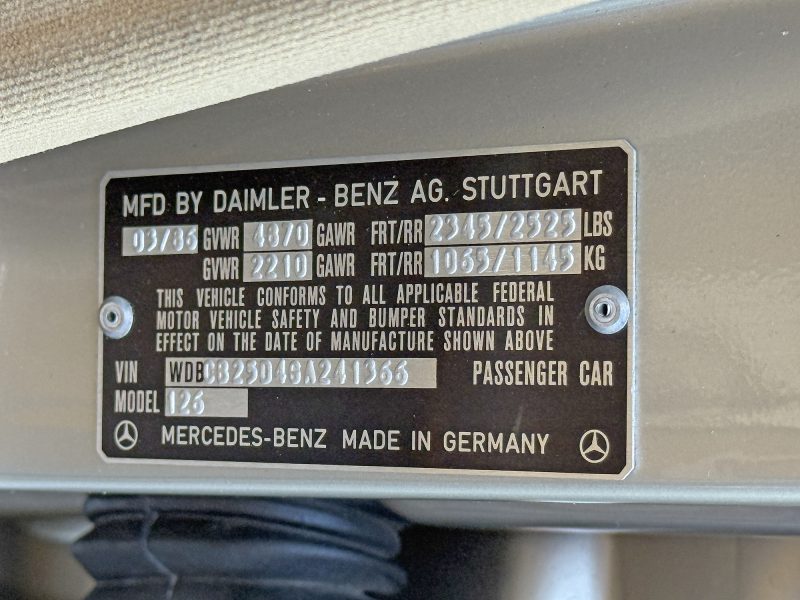 MFD BY DAIMLER - BENZ AG. STUTTGART
03/86 GVWR 4870 GAWR FRT/RR 2345/2525 LBS
GVWR 2210 GAWR FRT/RR 1065/1145 KG
THIS VEHICLE CONFORMS TO ALL APPLICABLE FEDERAL
MOTOR VEHICLE SAFETY AND BUMPER STANDARDS IN
EFFECT ON THE DATE OF MANUFACTURE SHOWN ABOVE
VIN WDBCB25D4GA241366 PASSENGER CAR
MODEL 126
MERCEDES-BENZ MADE IN GERMANY